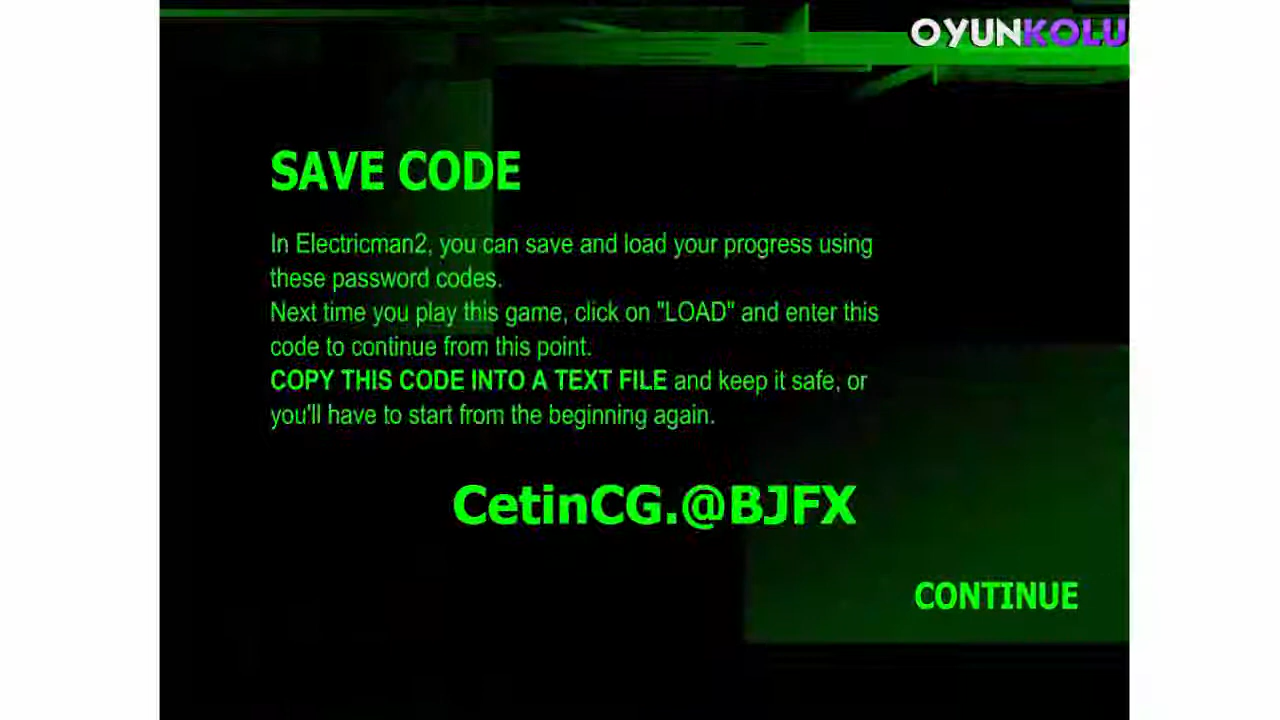 OYUNKOLU
SAVE CODE
In Electricman2, you can save and load your progress using
these password codes.
Next time you play this game, click on "LOAD" and enter this
code to continue from this point.
COPY THIS CODE INTO A TEXT FILE and keep it safe, or
you'll have to start from the beginning again.
CetinCG.@BJFX
CONTINUE